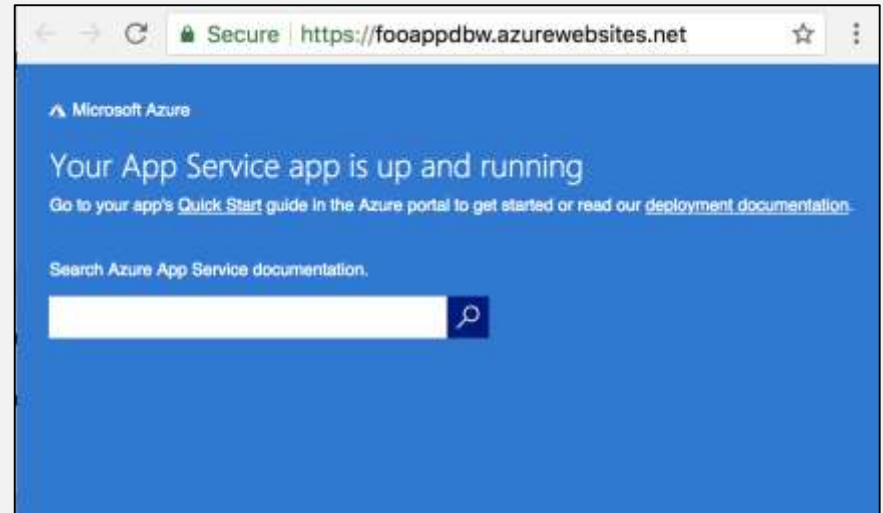 Secure https://fooappdbw.azurewebsites.net
Microsoft Azure
Your App Service app is up and running
Go to your app's Quick Start guide in the Azure portal to get started or read our deployment documentation.
Search Azure App Service documentation.